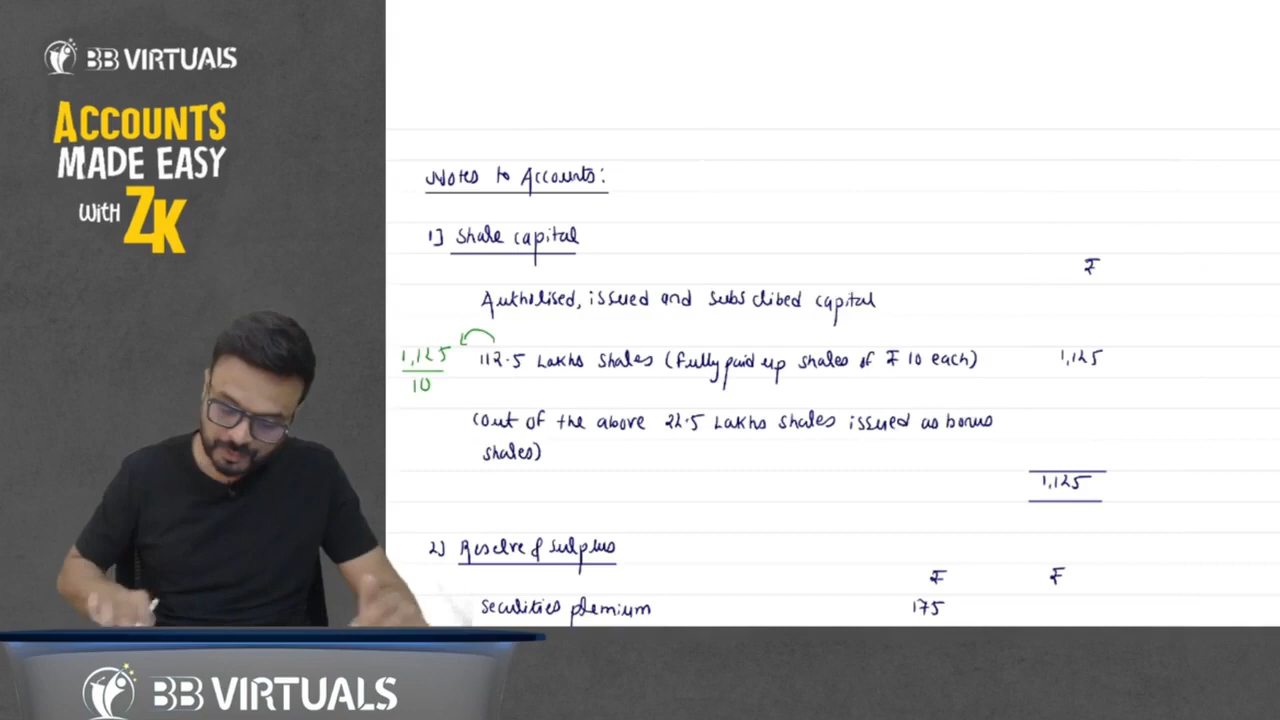 BB VIRTUALS
ACCOUNTS
MADE EASY
WITH ZK
Notes to Accounts:
1] Share capital
₹
Authorised, issued and subscribed capital
1,125
10
112.5 Lakhs shares (fully paid up shares of ₹ 10 each) 1,125
(out of the above 22.5 Lakhs shares issued as bonus
shares)
1,125
2) Reserve & surplus
₹ ₹
Securities premium 175
BB VIRTUALS